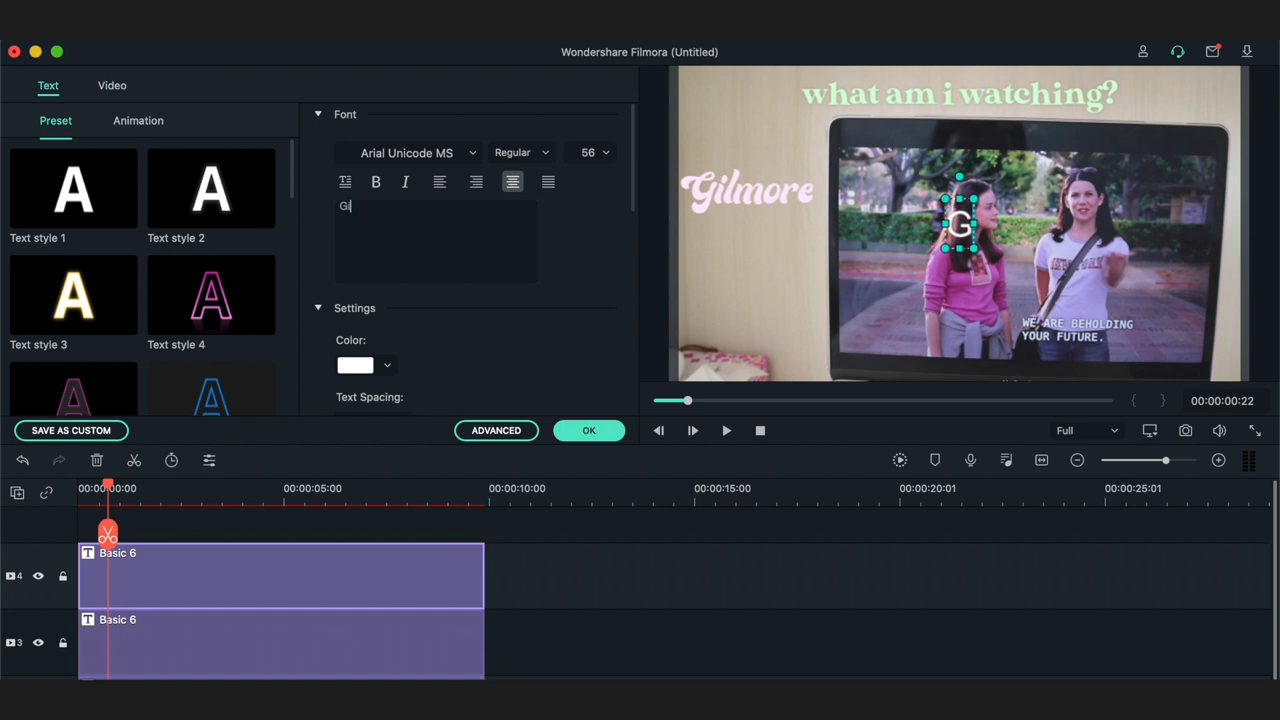 Wondershare Filmora (Untitled)
Text Video
Preset Animation
Text style 1
Text style 2
Text style 3
Text style 4
Font
Arial Unicode MS Regular 56
B I
Gi
Settings
Color:
Text Spacing:
SAVE AS CUSTOM
ADVANCED
OK
what am i watching?
Gilmore
G
WE ARE BEHOLDING
YOUR FUTURE.
{ } 00:00:00:22
Full
00:00:00:00 00:00:05:00 00:00:10:00 00:00:15:00 00:00:20:01 00:00:25:01
T Basic 6
4
T Basic 6
3